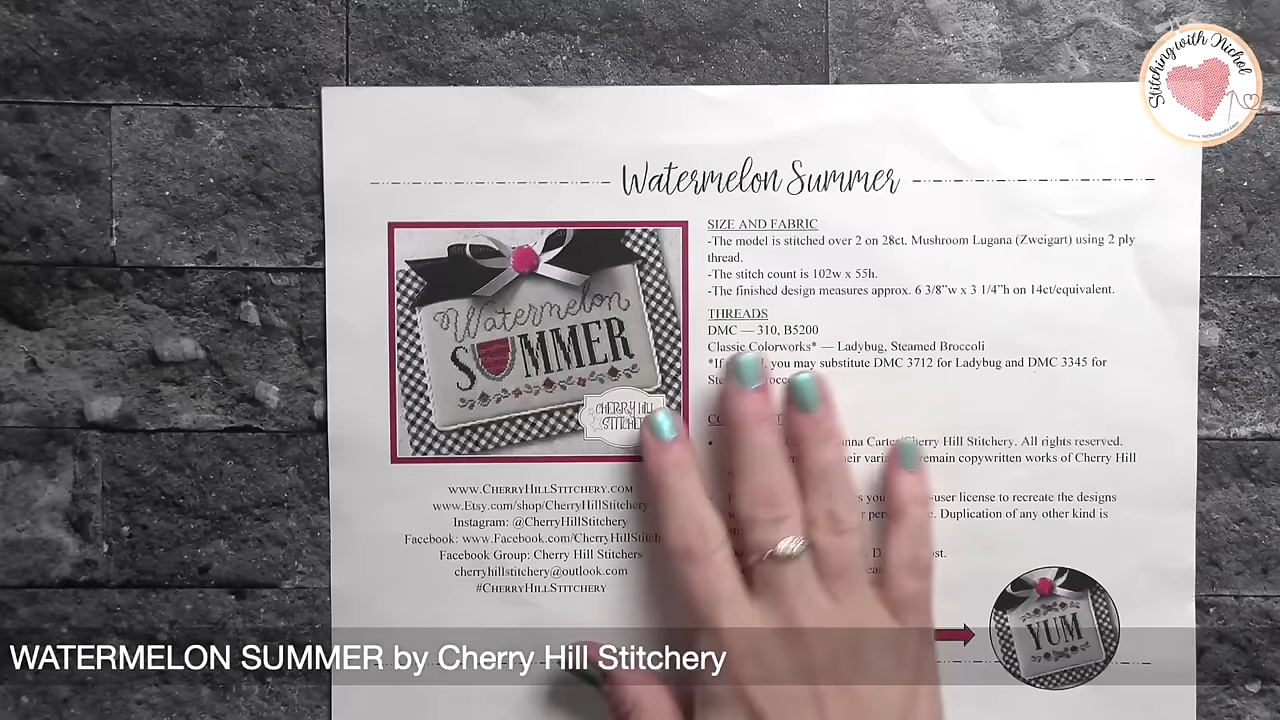 Stitching with Nichol
Watermelon Summer
SIZE AND FABRIC
-The model is stitched over 2 on 28ct. Mushroom Lugana (Zweigart) using 2 ply
thread.
-The stitch count is 102w x 55h.
-The finished design measures approx. 6 3/8”w x 3 1/4”h on 14ct/equivalent.
THREADS
DMC — 310, B5200
Classic Colorworks* — Ladybug, Steamed Broccoli
you may substitute DMC 3712 for Ladybug and DMC 3345 for
Carter/Cherry Hill Stitchery. All rights reserved.
remain copywritten works of Cherry Hill
license to recreate the designs
Duplication of any other kind is
Watermelon
SUMMER
CHERRY HILL
www.CherryHillStitchery.com
www.Etsy.com/shop/CherryHillStitchery
Instagram: @CherryHillStitchery
Facebook: www.Facebook.com/CherryHillStitch
Facebook Group: Cherry Hill Stitchers
cherryhillstitchery@outlook.com
#CherryHillStitchery
YUM
WATERMELON SUMMER by Cherry Hill Stitchery